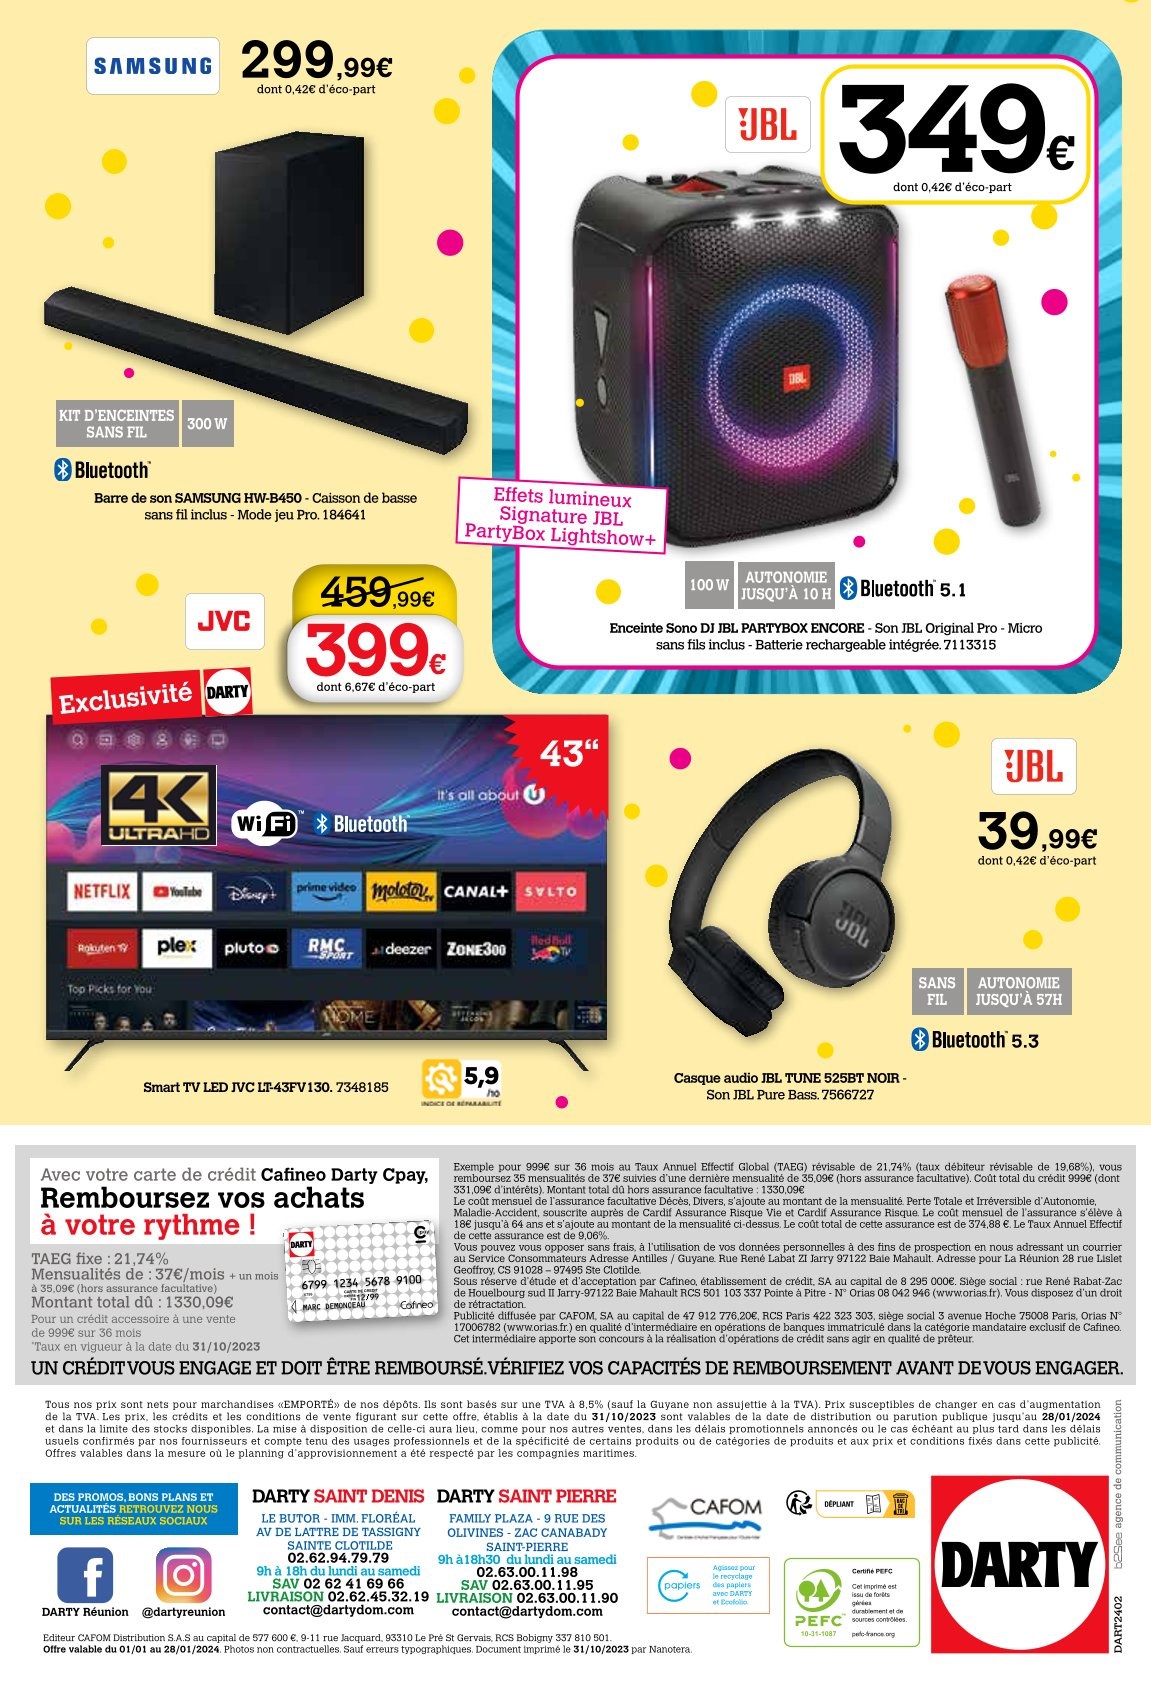 SAMSUNG
299,99€
dont 0,42€ d'éco-part
KIT D'ENCEINTES
SANS FIL
300 W
Bluetooth
Barre de son SAMSUNG HW-B450 - Caisson de basse
sans fil inclus - Mode jeu Pro. 184641
JBL
349€
dont 0,42€ d'éco-part
JBL
JBL
Effets lumineux
Signature JBL
PartyBox Lightshow+
100 W
AUTONOMIE
JUSQU'À 10 H
Bluetooth 5.1
Enceinte Sono DJ JBL PARTYBOX ENCORE - Son JBL Original Pro - Micro
sans fils inclus - Batterie rechargeable intégrée. 7113315
JVC
459,99€
399€
dont 6,67€ d'éco-part
Exclusivité DARTY
43"
4K
ULTRAHD
WiFi
Bluetooth
It's all about U
NETFLIX YouTube Disney+ prime video molotov.tv CANAL+ SALTO
Rakuten TV plex pluto tv RMC SPORT deezer ZONE300 Red Bull TV
Top Picks for You
HOME
Smart TV LED JVC LT-43FV130. 7348185
5,9
/10
INDICE DE RÉPARABILITÉ
JBL
39,99€
dont 0,42€ d'éco-part
JBL
SANS
FIL
AUTONOMIE
JUSQU'À 57H
Bluetooth 5.3
Casque audio JBL TUNE 525BT NOIR -
Son JBL Pure Bass. 7566727
Avec votre carte de crédit Cafineo Darty Cpay,
Remboursez vos achats
à votre rythme !
TAEG fixe : 21,74%
Mensualités de : 37€/mois + un mois
à 35,09€ (hors assurance facultative)
Montant total dû : 1330,09€
Pour un crédit accessoire à une vente
de 999€ sur 36 mois
*Taux en vigueur à la date du 31/10/2023
DARTY
6799 1234 5678 9100
12/99
MARC DEMONCEAU
Cafineo
Exemple pour 999€ sur 36 mois au Taux Annuel Effectif Global (TAEG) révisable de 21,74% (taux débiteur révisable de 19,68%), vous
remboursez 35 mensualités de 37€ suivies d'une dernière mensualité de 35,09€ (hors assurance facultative). Coût total du crédit 999€ (dont
331,09€ d'intérêts). Montant total dû hors assurance facultative : 1330,09€
Le coût mensuel de l'assurance facultative Décès, Divers, s'ajoute au montant de la mensualité. Perte Totale et Irréversible d'Autonomie,
Maladie-Accident, souscrite auprès de Cardif Assurance Risque Vie et Cardif Assurance Risque. Le coût mensuel de l'assurance s'élève à
18€ jusqu'à 64 ans et s'ajoute au montant de la mensualité ci-dessus. Le coût total de cette assurance est de 374,88 €. Le Taux Annuel Effectif
de cette assurance est de 9,06%.
Vous pouvez vous opposer sans frais, à l'utilisation de vos données personnelles à des fins de prospection en nous adressant un courrier
au Service Consommateurs Adresse Antilles / Guyane. Rue René Labat ZI Jarry 97122 Baie Mahault. Adresse pour La Réunion 28 rue Lislet
Geoffroy, CS 91028 – 97495 Ste Clotilde.
Sous réserve d'étude et d'acceptation par Cafineo, établissement de crédit, SA au capital de 8 295 000€. Siège social : rue René Rabat-Zac
de Houelbourg sud II Jarry-97122 Baie Mahault RCS 501 103 337 Pointe à Pitre - N° Orias 08 042 946 (www.orias.fr). Vous disposez d'un droit
de rétractation.
Publicité diffusée par CAFOM, SA au capital de 47 912 776,20€, RCS Paris 422 323 303, siège social 3 avenue Hoche 75008 Paris, Orias N°
17006782 (www.orias.fr.) en qualité d'intermédiaire en opérations de banques immatriculé dans la catégorie mandataire exclusif de Cafineo.
Cet intermédiaire apporte son concours à la réalisation d'opérations de crédit sans agir en qualité de prêteur.
UN CRÉDIT VOUS ENGAGE ET DOIT ÊTRE REMBOURSÉ. VÉRIFIEZ VOS CAPACITÉS DE REMBOURSEMENT AVANT DE VOUS ENGAGER.
Tous nos prix sont nets pour marchandises «EMPORTÉ» de nos dépôts. Ils sont basés sur une TVA à 8,5% (sauf la Guyane non assujettie à la TVA). Prix susceptibles de changer en cas d'augmentation
de la TVA. Les prix, les crédits et les conditions de vente figurant sur cette offre, établis à la date du 31/10/2023 sont valables de la date de distribution ou parution publique jusqu'au 28/01/2024
et dans la limite des stocks disponibles. La mise à disposition de celle-ci aura lieu, comme pour nos autres ventes, dans les délais promotionnels annoncés ou le cas échéant au plus tard dans les délais
usuels confirmés par nos fournisseurs et compte tenu des usages professionnels et de la spécificité de certains produits ou de catégories de produits et aux prix et conditions fixés dans cette publicité.
Offres valables dans la mesure où le planning d'approvisionnement a été respecté par les compagnies maritimes.
DES PROMOS, BONS PLANS ET
ACTUALITÉS RETROUVEZ NOUS
SUR LES RÉSEAUX SOCIAUX
DARTY Réunion
@dartyreunion
DARTY SAINT DENIS
LE BUTOR - IMM. FLORÉAL
AV DE LATTRE DE TASSIGNY
SAINTE CLOTILDE
02.62.94.79.79
9h à 18h du lundi au samedi
SAV 02 62 41 69 66
LIVRAISON 02.62.45.32.19
contact@dartydom.com
DARTY SAINT PIERRE
FAMILY PLAZA - 9 RUE DES
OLIVINES - ZAC CANABADY
SAINT-PIERRE
9h à18h30 du lundi au samedi
02.63.00.11.98
SAV 02.63.00.11.95
LIVRAISON 02.63.00.11.90
contact@dartydom.com
CAFOM
DÉPLIANT
BAC DE TRI
papiers
Agissez pour
le recyclage
des papiers
avec DARTY
et Ecofolio.
PEFC
10-31-1087
Certifié PEFC
Cet imprimé est
issu de forêts
gérées
durablement et de
sources contrôlées.
pefc-france.org
DARTY
DART2402
b2See agence de communication
Editeur CAFOM Distribution S.A.S au capital de 577 600 €, 9-11 rue Jacquard, 93310 Le Pré St Gervais, RCS Bobigny 337 810 501.
Offre valable du 01/01 au 28/01/2024. Photos non contractuelles. Sauf erreurs typographiques. Document imprimé le 31/10/2023 par Nanotera.